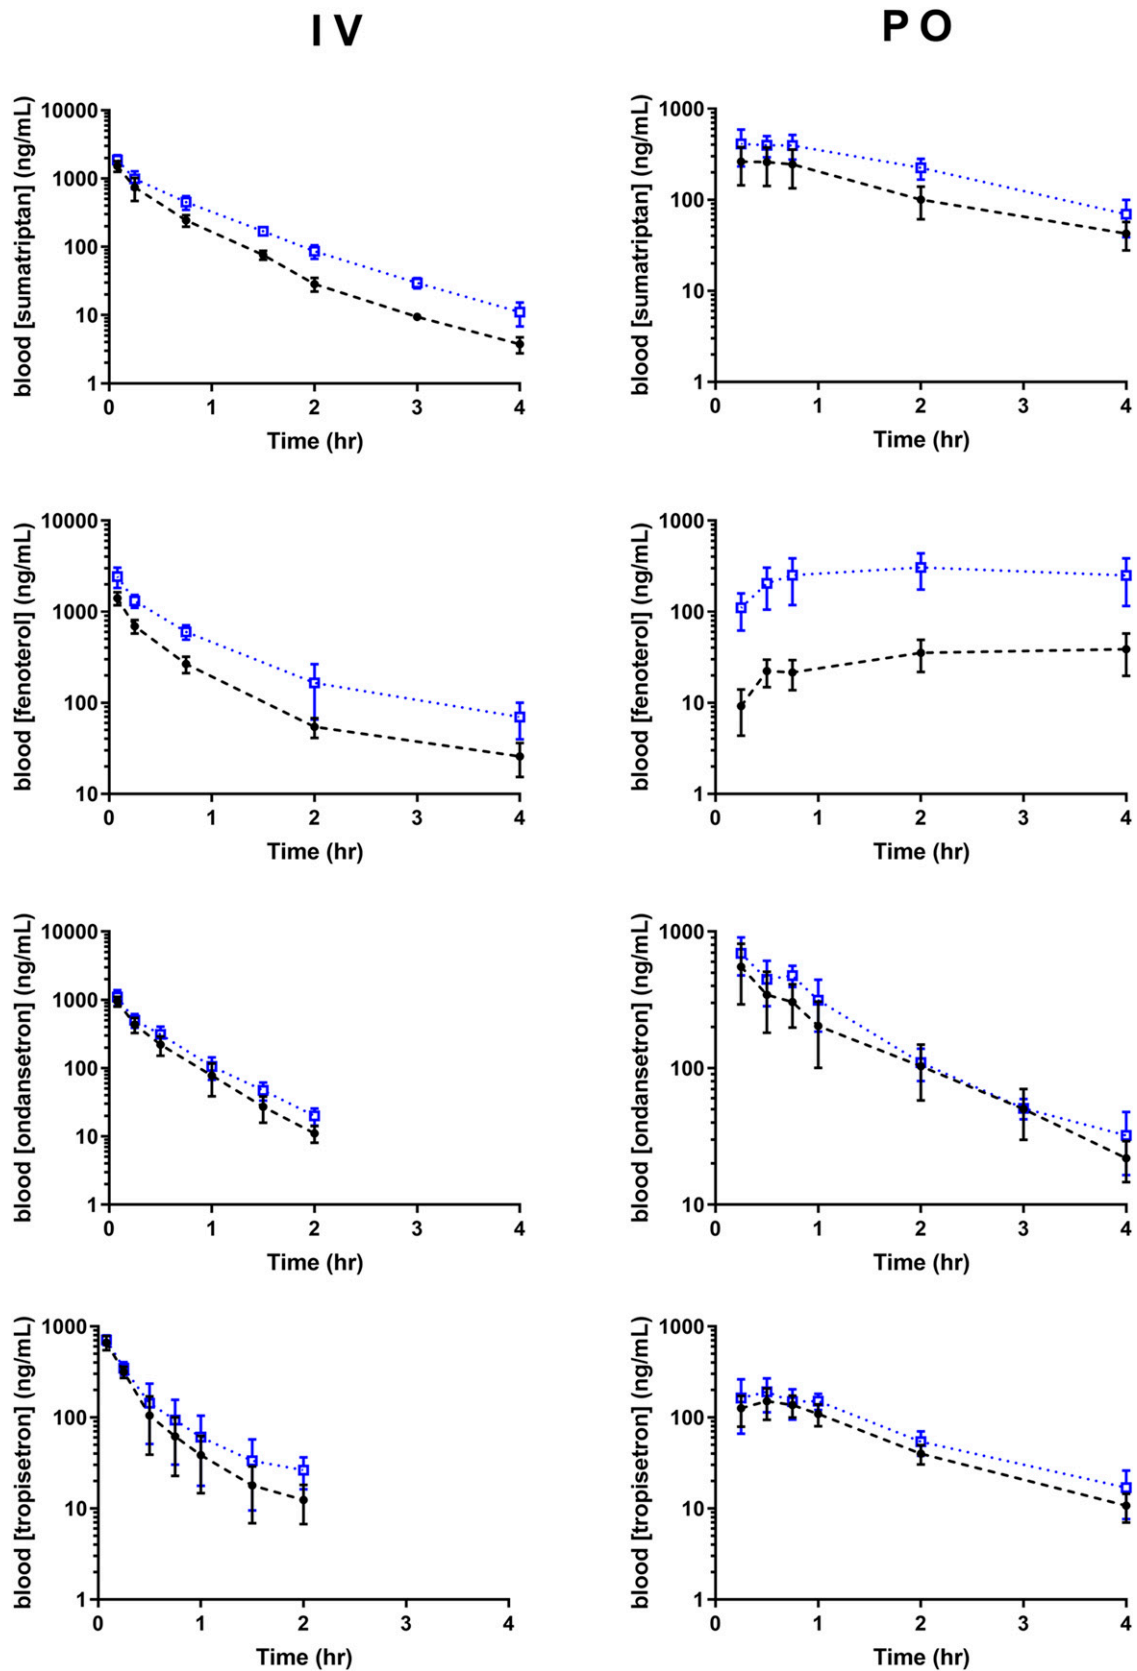 I V
P O
blood [sumatriptan] (ng/mL)
10000
1000
100
10
1
0 1 2 3 4
Time (hr)
blood [sumatriptan] (ng/mL)
1000
100
10
1
0 1 2 3 4
Time (hr)
blood [fenoterol] (ng/mL)
10000
1000
100
10
0 1 2 3 4
Time (hr)
blood [fenoterol] (ng/mL)
1000
100
10
1
0 1 2 3 4
Time (hr)
blood [ondansetron] (ng/mL)
10000
1000
100
10
1
0 1 2 3 4
Time (hr)
blood [ondansetron] (ng/mL)
1000
100
10
0 1 2 3 4
Time (hr)
blood [tropisetron] (ng/mL)
1000
100
10
1
0 1 2 3 4
Time (hr)
blood [tropisetron] (ng/mL)
1000
100
10
1
0 1 2 3 4
Time (hr)